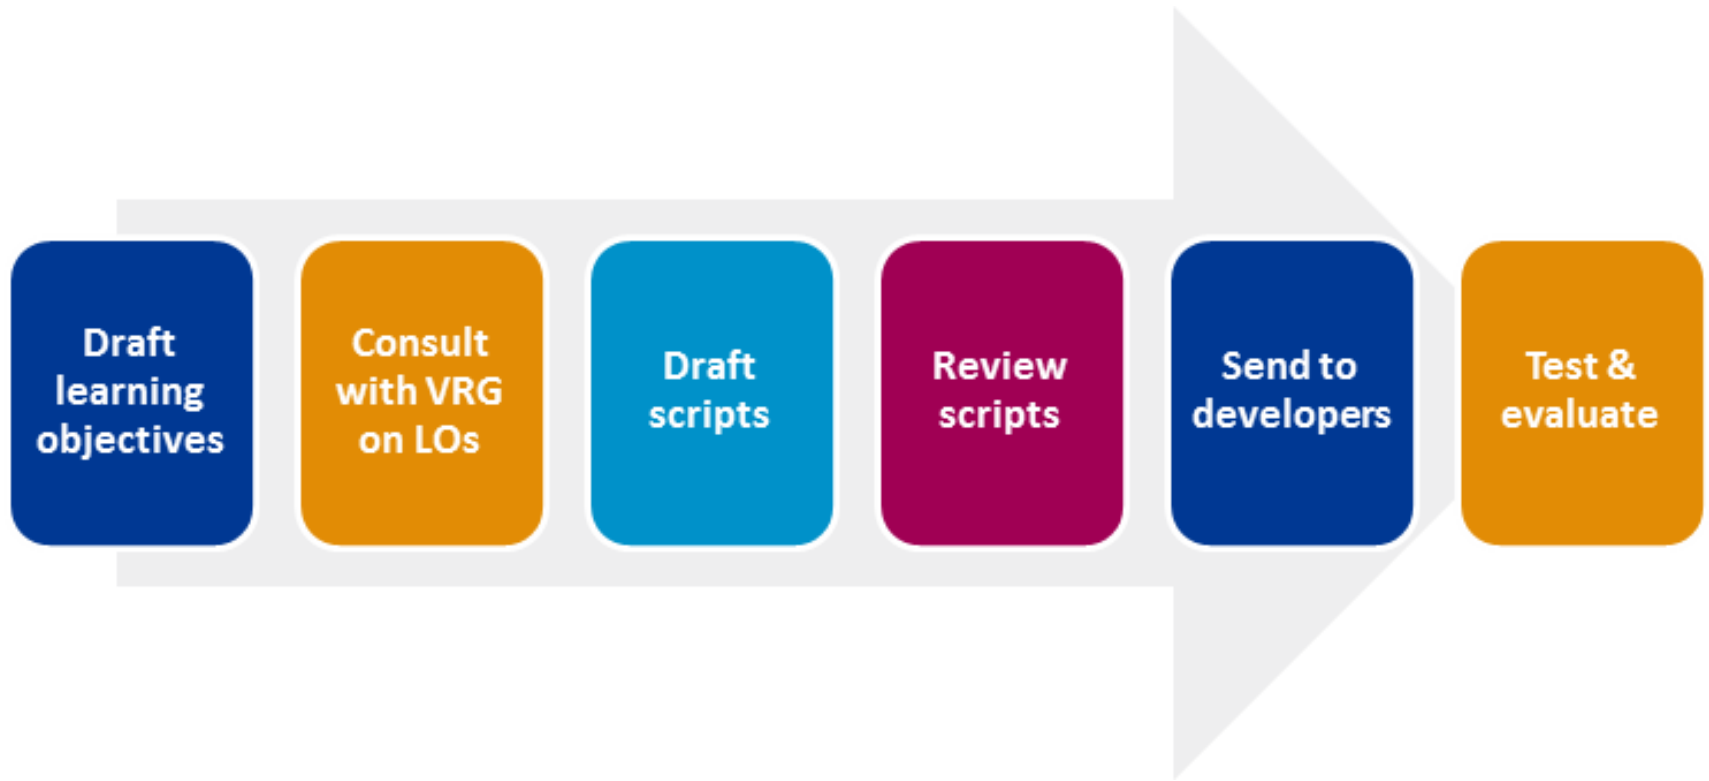 Draft
learning
objectives
Consult
with VRG
on LOs
Draft
scripts
Review
scripts
Send to
developers
Test &
evaluate